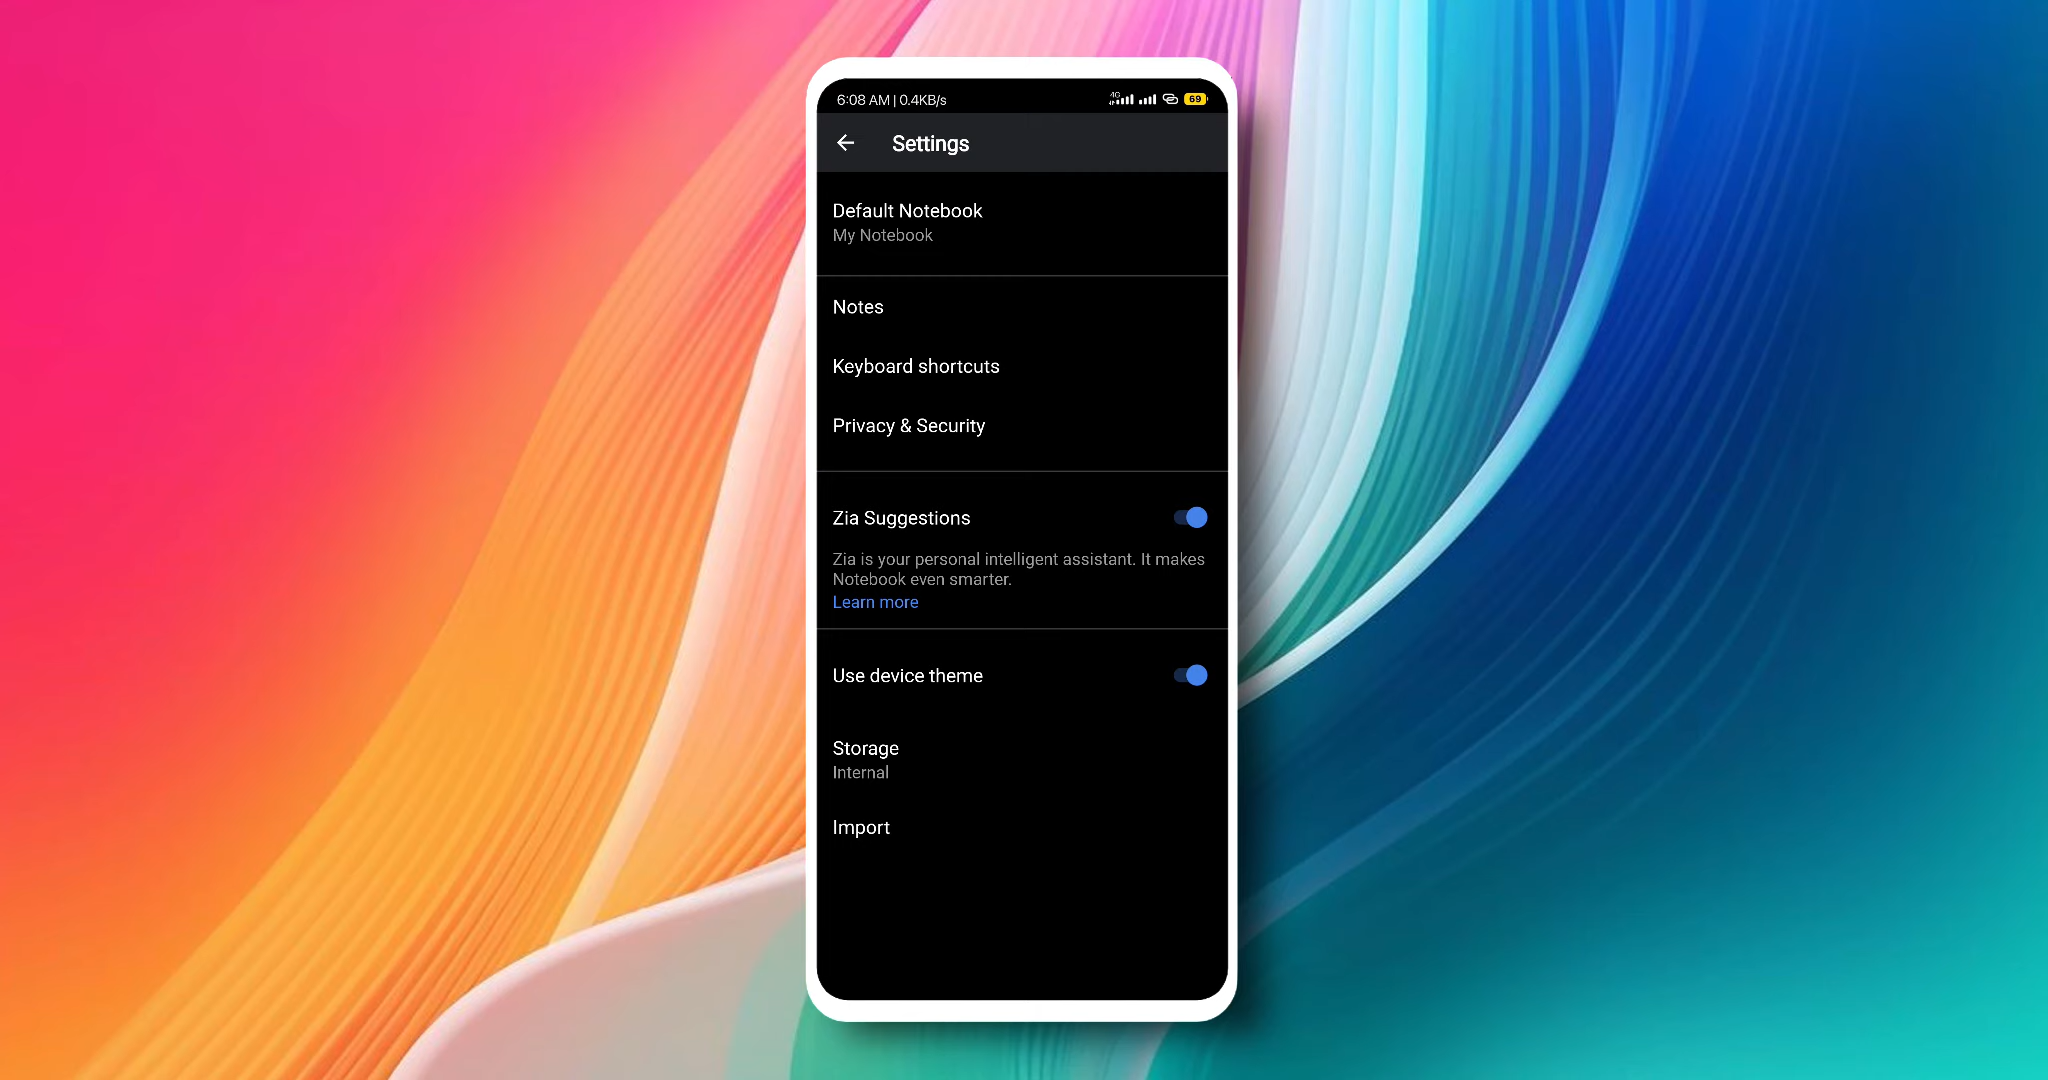 6:08 AM | 0.4KB/s 4G 69
Settings
Default Notebook
My Notebook
Notes
Keyboard shortcuts
Privacy & Security
Zia Suggestions
Zia is your personal intelligent assistant. It makes
Notebook even smarter.
Learn more
Use device theme
Storage
Internal
Import